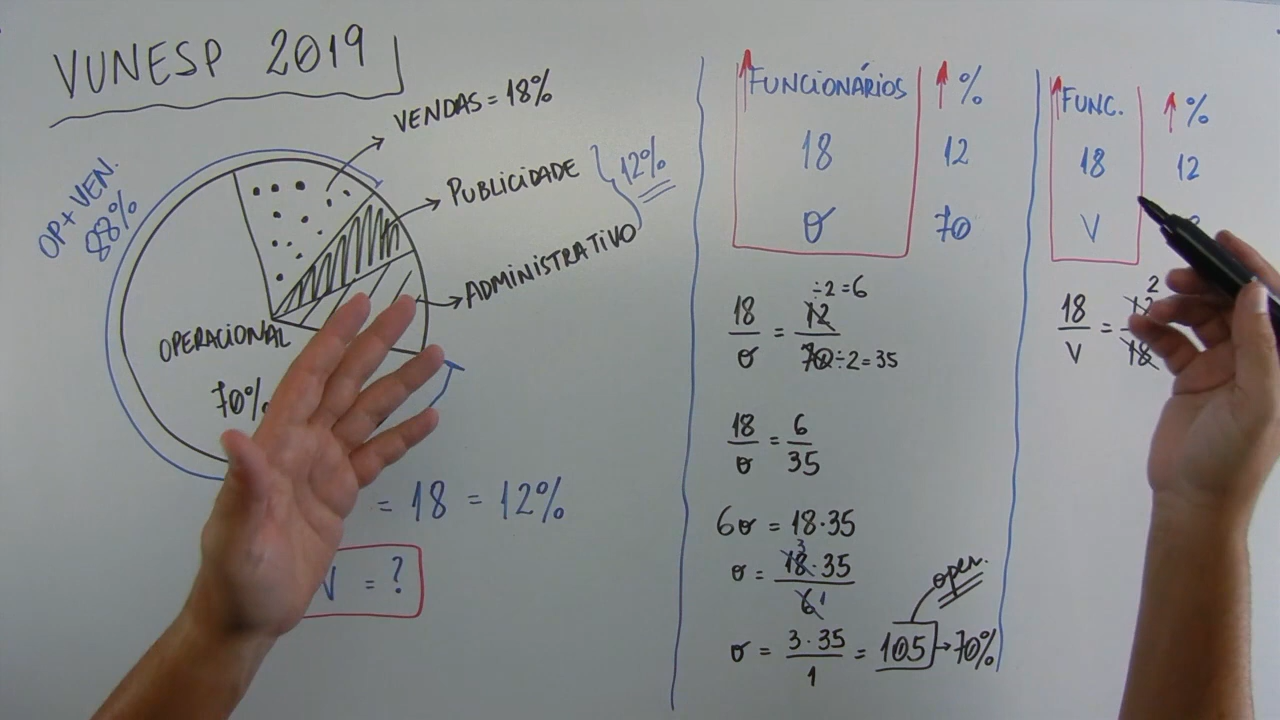 VUNESP 2019
VENDAS = 18%
PUBLICIDADE
12%
ADMINISTRATIVO
OP + VEN.
88%
OPERACIONAL
70%
= 18 = 12%
V = ?
FUNCIONÁRIOS %
18 12
σ 70
18/σ = 12/70 ÷2=6 ÷2=35
18/σ = 6/35
6σ = 18·35
σ = 18·35/6 3 1
σ = 3·35/1 = 105 → 70%
oper.
FUNC. %
18 12
V
18/V = 12/18 2